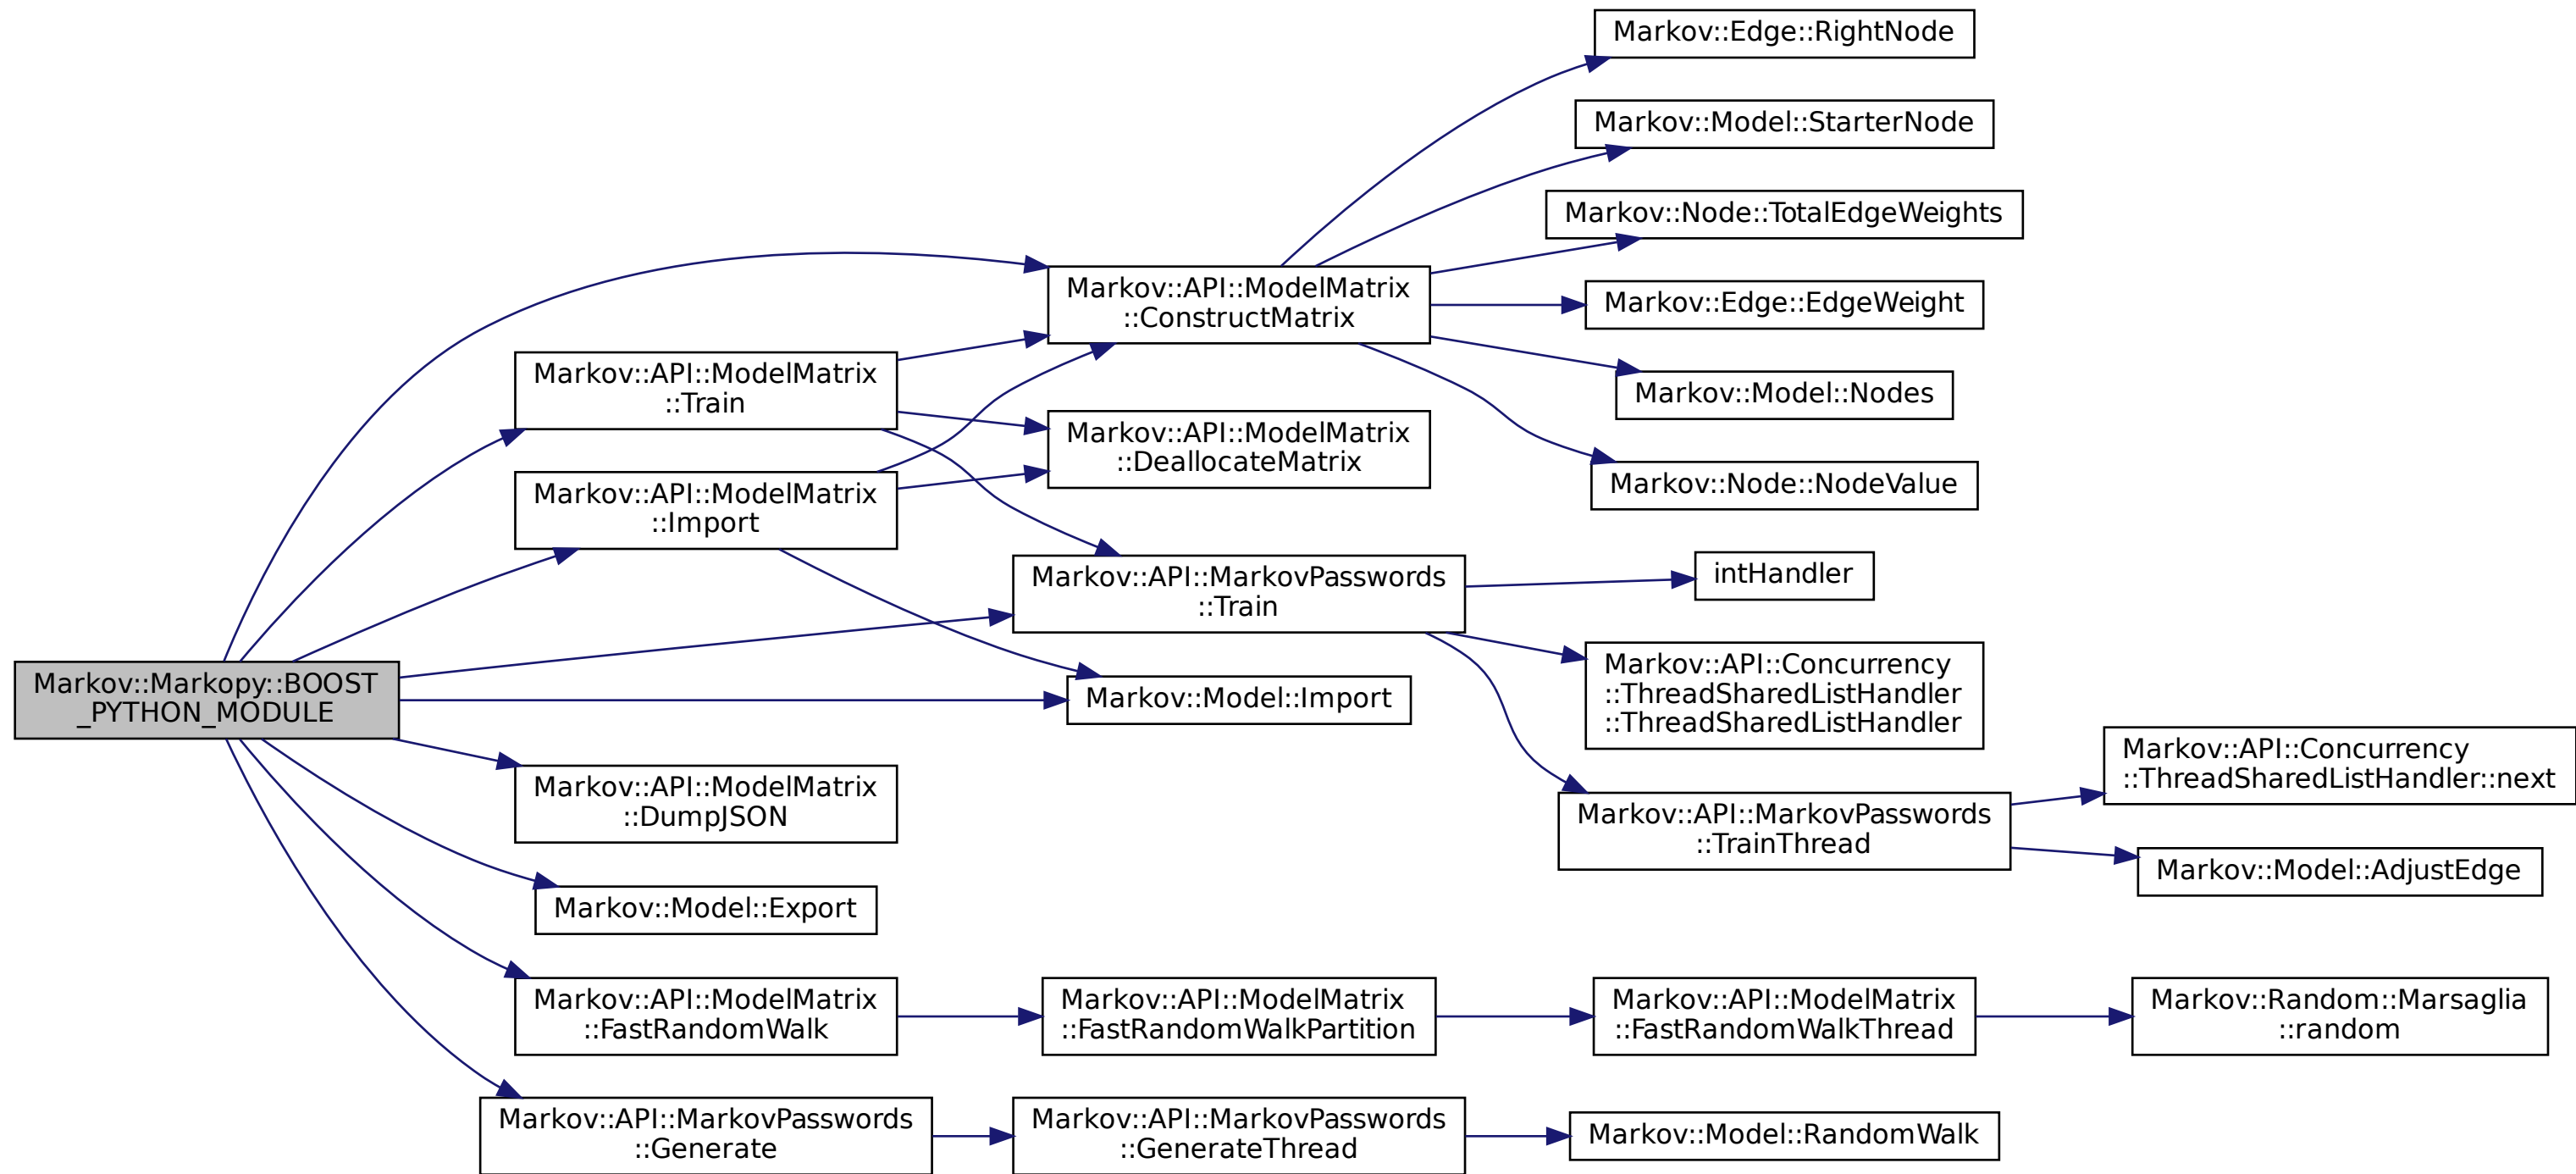 Markov::Edge::RightNode
Markov::Model::StarterNode
Markov::Node::TotalEdgeWeights
Markov::API::ModelMatrix
::ConstructMatrix
Markov::Edge::EdgeWeight
Markov::API::ModelMatrix
::Train
Markov::Model::Nodes
Markov::API::ModelMatrix
::DeallocateMatrix
Markov::API::ModelMatrix
::Import
Markov::Node::NodeValue
Markov::API::MarkovPasswords
::Train
intHandler
Markov::Markopy::BOOST
_PYTHON_MODULE
Markov::Model::Import
Markov::API::Concurrency
::ThreadSharedListHandler
::ThreadSharedListHandler
Markov::API::Concurrency
::ThreadSharedListHandler::next
Markov::API::ModelMatrix
::DumpJSON
Markov::API::MarkovPasswords
::TrainThread
Markov::Model::AdjustEdge
Markov::Model::Export
Markov::API::ModelMatrix
::FastRandomWalk
Markov::API::ModelMatrix
::FastRandomWalkPartition
Markov::API::ModelMatrix
::FastRandomWalkThread
Markov::Random::Marsaglia
::random
Markov::API::MarkovPasswords
::Generate
Markov::API::MarkovPasswords
::GenerateThread
Markov::Model::RandomWalk